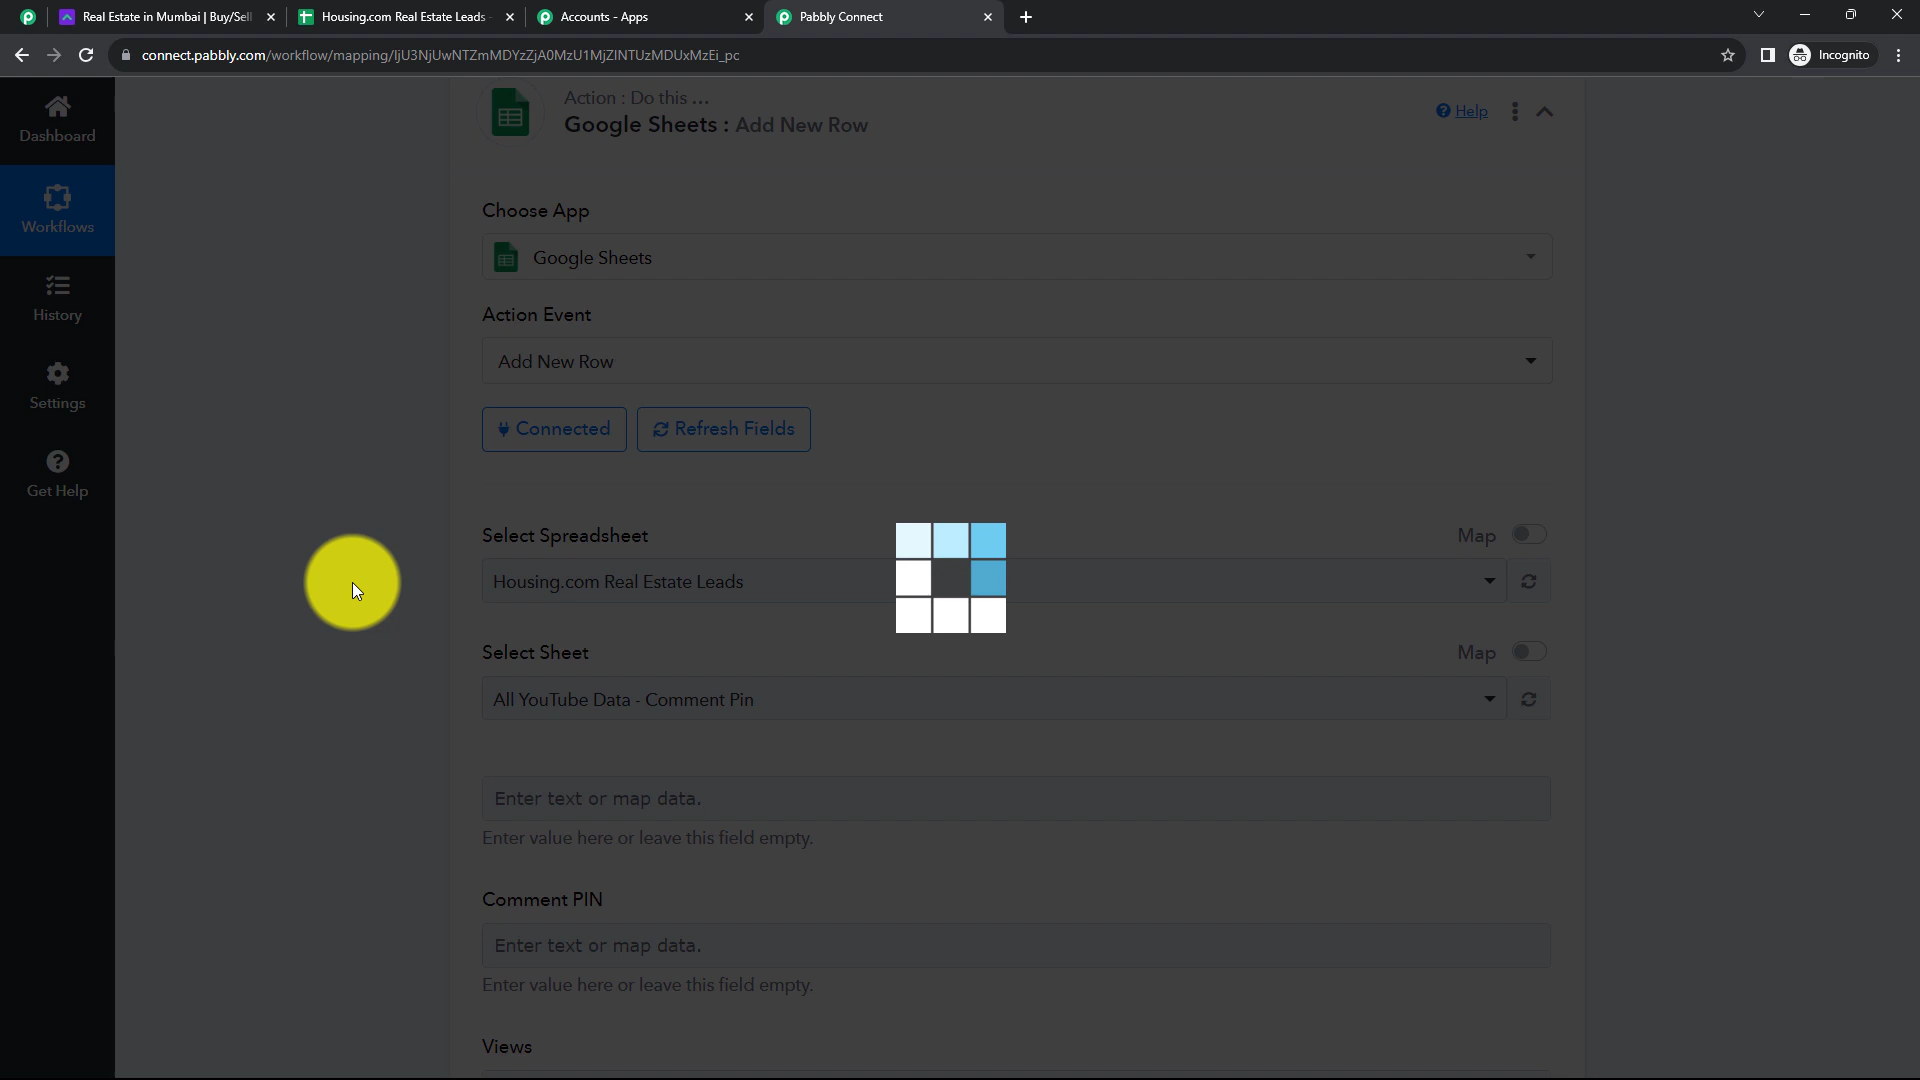 Real Estate in Mumbai | Buy/Sell
Housing.com Real Estate Leads -
Accounts - Apps
Pabbly Connect
connect.pabbly.com/workflow/mapping/
Incognito
Dashboard
Workflows
History
Settings
Get Help
Action : Do this ...
Google Sheets : Add New Row
Help
Choose App
Google Sheets
Action Event
Add New Row
Connected
Refresh Fields
Select Spreadsheet
Map
Housing.com Real Estate Leads
Select Sheet
Map
All YouTube Data - Comment Pin
Enter text or map data.
Enter value here or leave this field empty.
Comment PIN
Enter text or map data.
Enter value here or leave this field empty.
Views